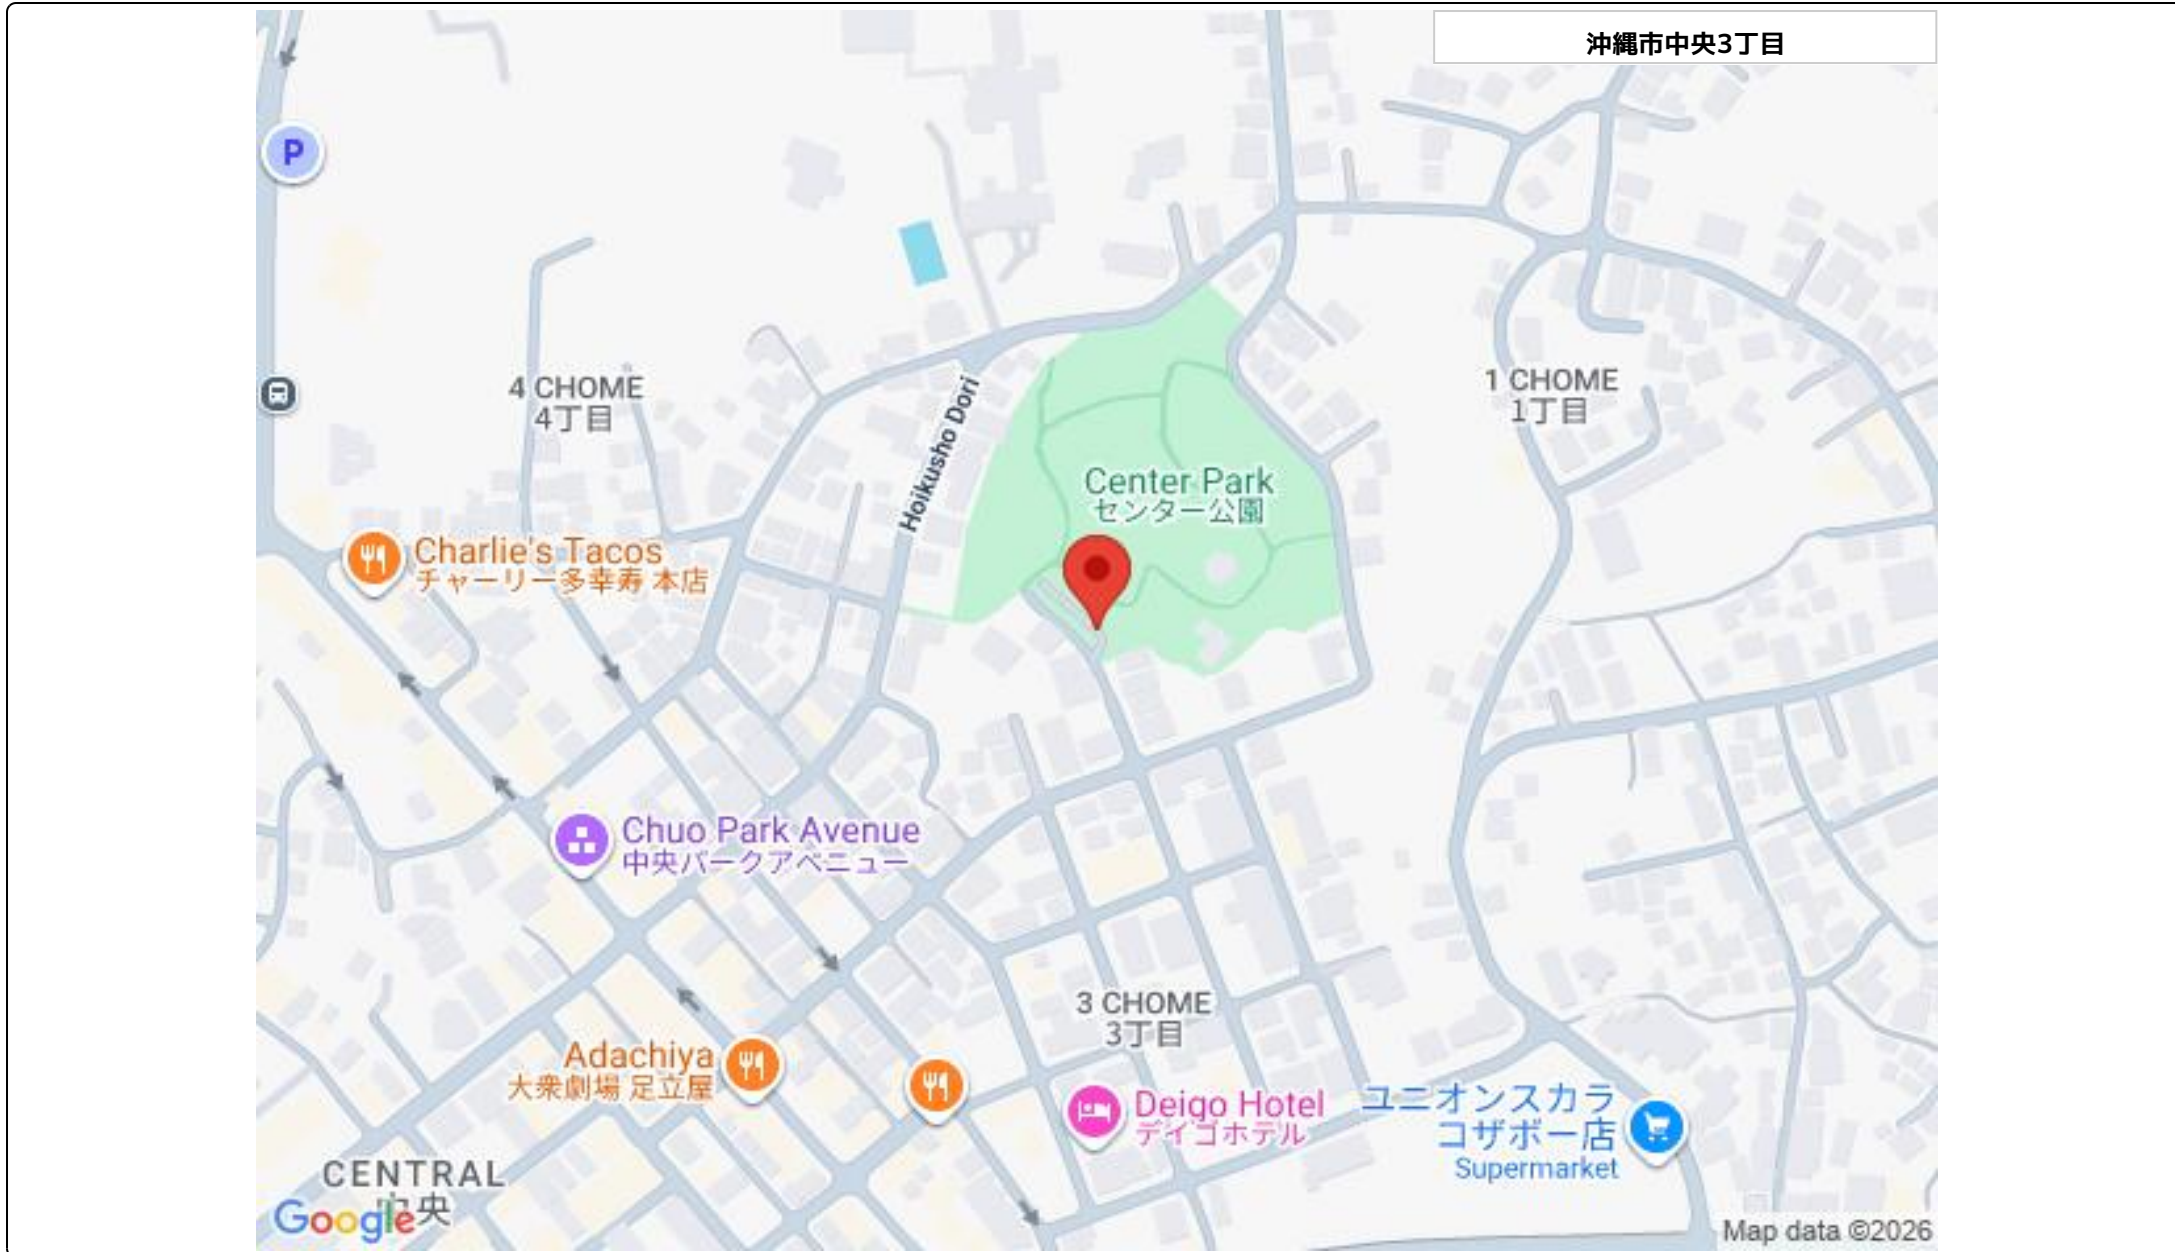 沖縄市中央3丁目
P
4 CHOME
4丁目
1 CHOME
1丁目
Hoikusho Dori
Center Park
センター公園
Charlie's Tacos
チャーリー多幸寿 本店
Chuo Park Avenue
中央パークアベニュー
3 CHOME
3丁目
Adachiya
大衆劇場 足立屋
Deigo Hotel
デイゴホテル
ユニオンスカラ
コザボー店
Supermarket
CENTRAL
中央
Google
Map data ©2026